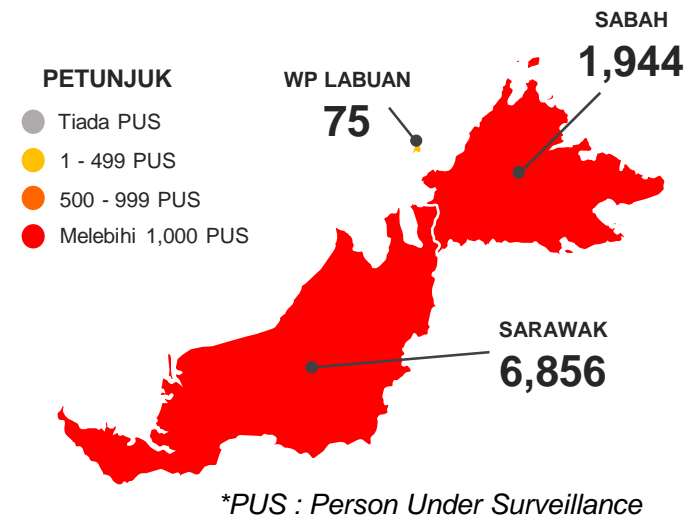 SABAH
1,944
WP LABUAN
75
PETUNJUK
Tiada PUS
1 - 499 PUS
500 - 999 PUS
Melebihi 1,000 PUS
SARAWAK
6,856
*PUS : Person Under Surveillance